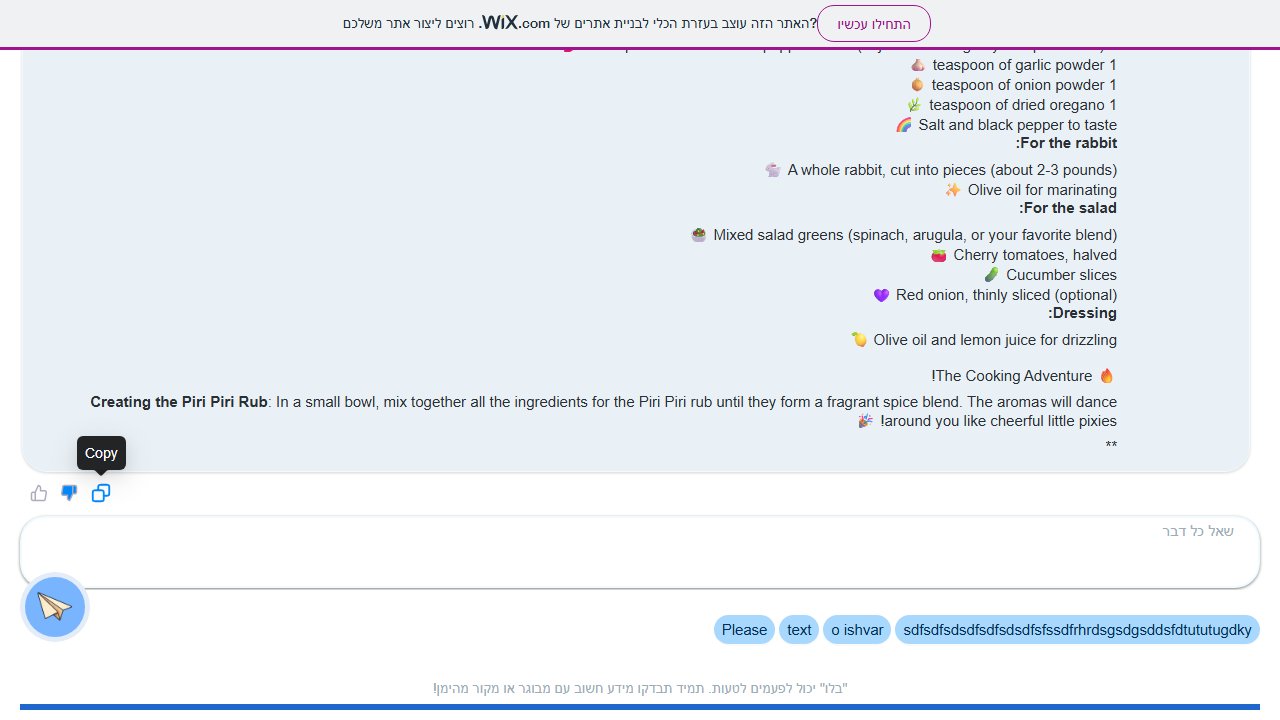 האתר הזה עוצב בעזרת הכלי לבניית אתרים של WiX.com. רוצים ליצור אתר משלכם?
התחילו עכשיו
teaspoon of garlic powder 1
teaspoon of onion powder 1
teaspoon of dried oregano 1
Salt and black pepper to taste
:For the rabbit
A whole rabbit, cut into pieces (about 2-3 pounds)
Olive oil for marinating
:For the salad
Mixed salad greens (spinach, arugula, or your favorite blend)
Cherry tomatoes, halved
Cucumber slices
Red onion, thinly sliced (optional)
:Dressing
Olive oil and lemon juice for drizzling
!The Cooking Adventure
Creating the Piri Piri Rub: In a small bowl, mix together all the ingredients for the Piri Piri rub until they form a fragrant spice blend. The aromas will dance
!around you like cheerful little pixies
**
Copy
שאל כל דבר
Please
text
o ishvar
sdfsdfsdsdfsdfsdsdfsfssdfrhrdsgsdgsddsfdtututugdky
"בלו" יכול לפעמים לטעות. תמיד תבדקו מידע חשוב עם מבוגר או מקור מהימן!